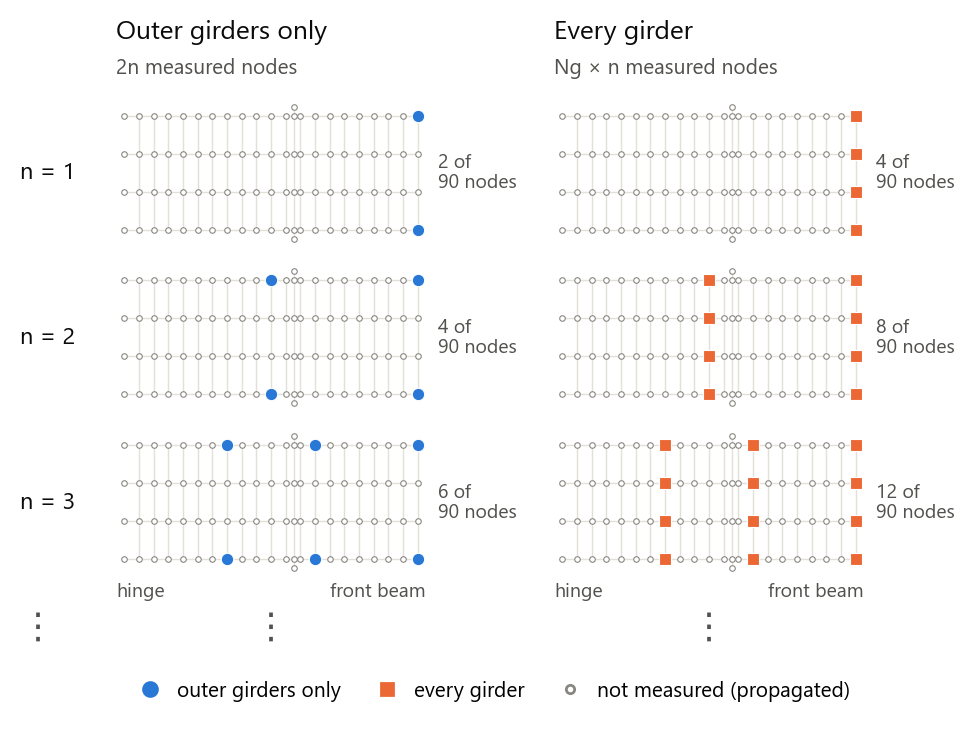 Outer girders only
2n measured nodes
Every girder
Ng × n measured nodes
n = 1
2 of
90 nodes
4 of
90 nodes
n = 2
4 of
90 nodes
8 of
90 nodes
n = 3
6 of
90 nodes
12 of
90 nodes
hinge
front beam
hinge
front beam
⋮ ⋮ ⋮
outer girders only
every girder
not measured (propagated)